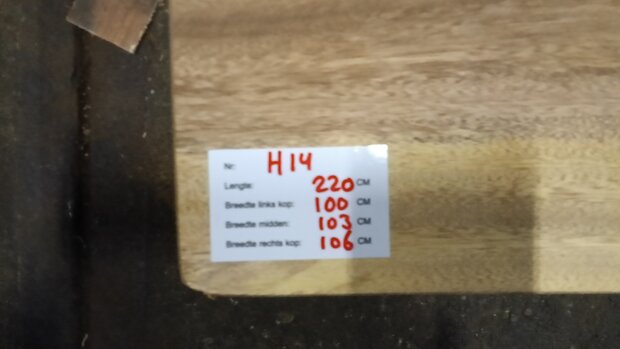 Nr: H14
Lengte: 220 CM
Breedte links kop: 100 CM
Breedte midden: 103 CM
Breedte rechts kop: 106 CM